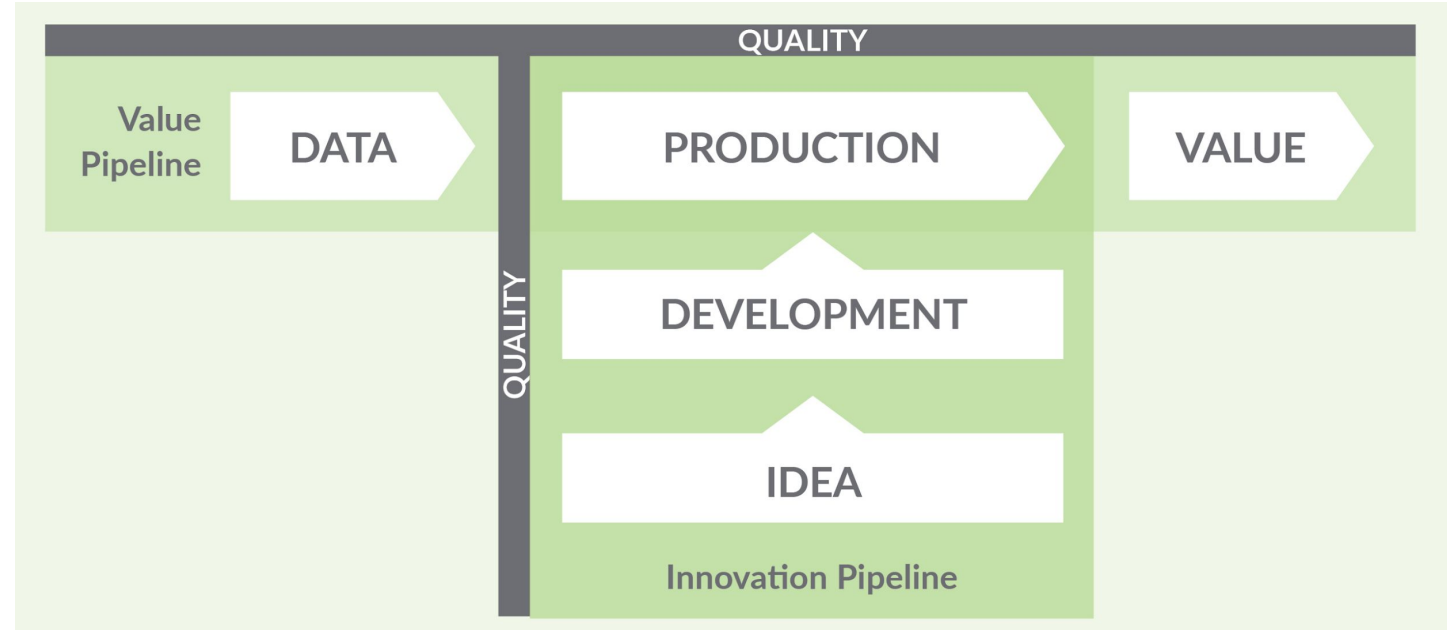 QUALITY
Value
Pipeline
DATA
PRODUCTION
VALUE
QUALITY
DEVELOPMENT
IDEA
Innovation Pipeline